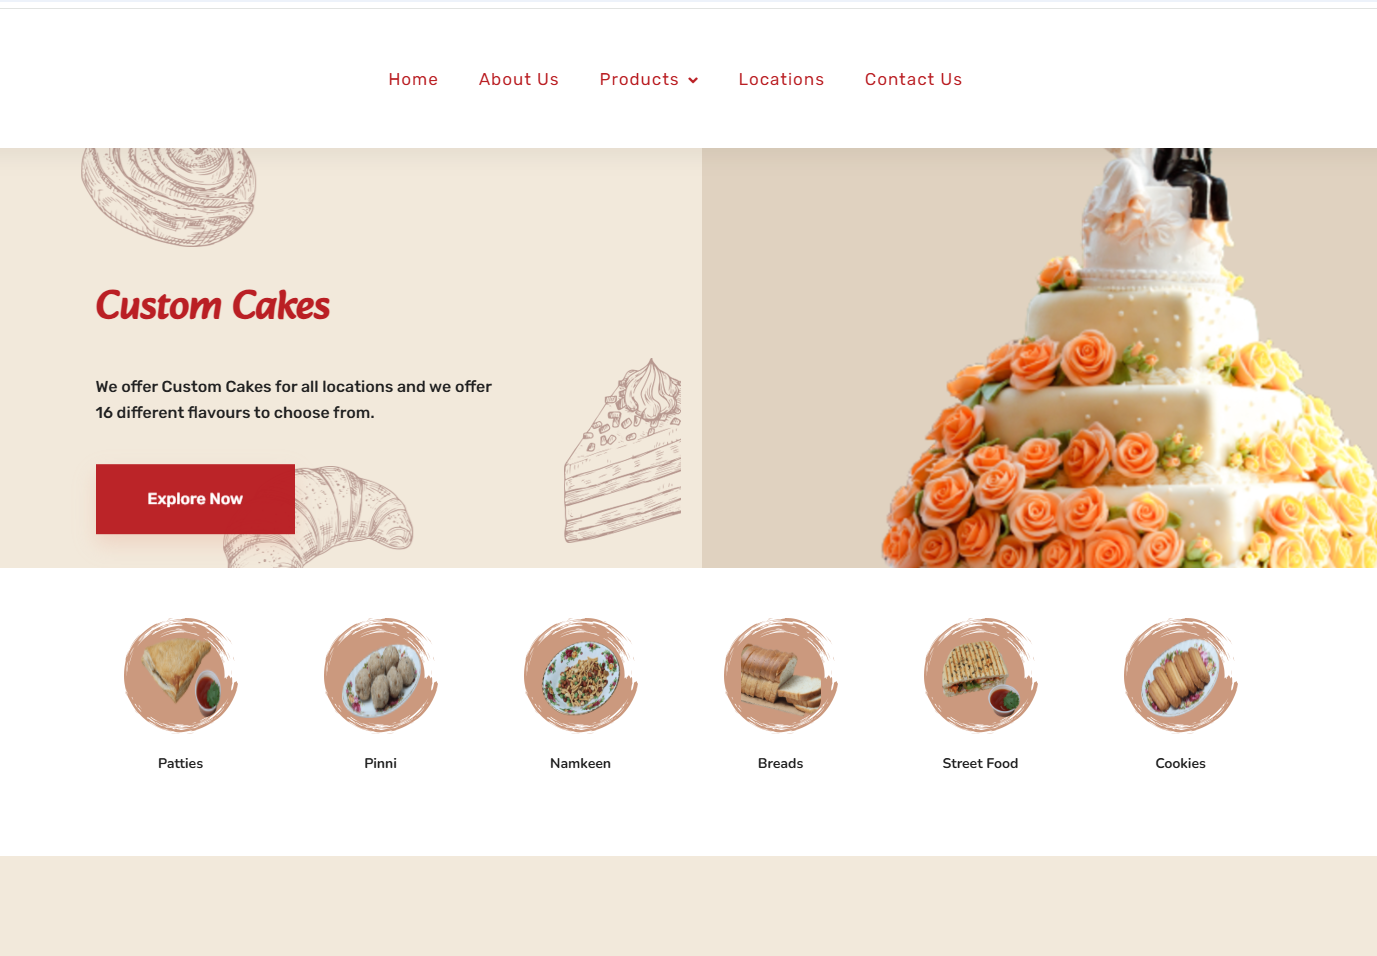 Home About Us Products Locations Contact Us
Custom Cakes
We offer Custom Cakes for all locations and we offer
16 different flavours to choose from.
Explore Now
Patties Pinni Namkeen Breads Street Food Cookies